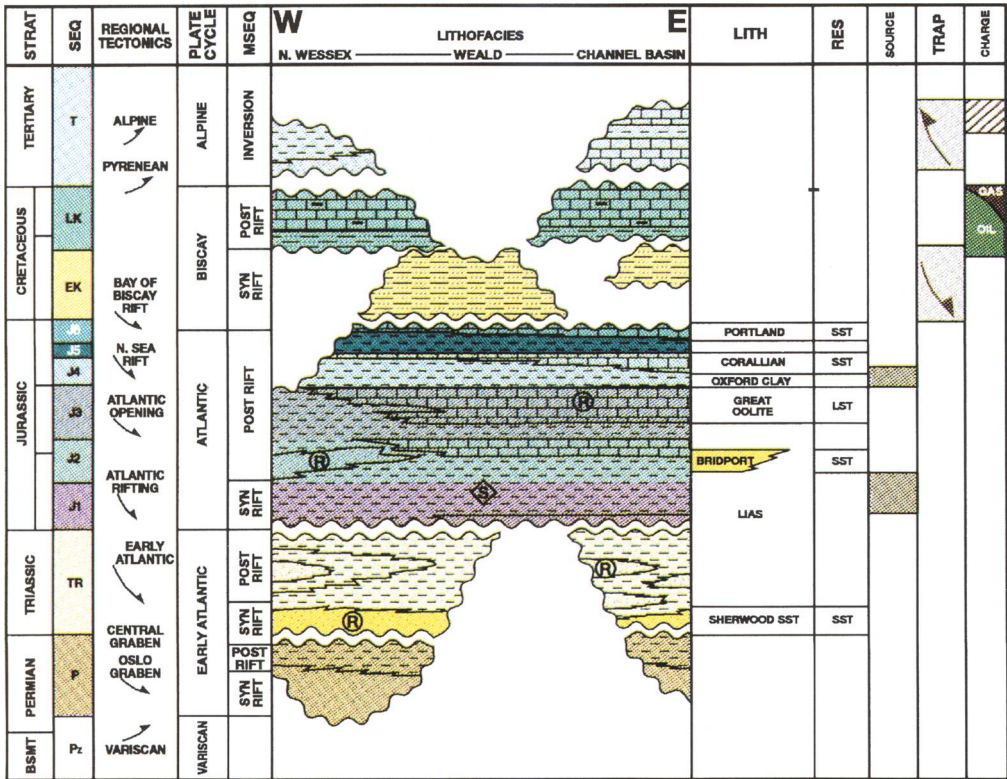 STRAT
SEQ
REGIONAL
TECTONICS
PLATE
CYCLE
MSEQ
W
E
LITHOFACIES
N. WESSEX
WEALD
CHANNEL BASIN
LITH
RES
SOURCE
TRAP
CHARGE
TERTIARY
T
ALPINE
PYRENEAN
ALPINE
INVERSION
CRETACEOUS
LK
EK
BAY OF
BISCAY
RIFT
BISCAY
POST
RIFT
SYN
RIFT
GAS
OIL
JURASSIC
J6
J5
J4
J3
J2
J1
N. SEA
RIFT
ATLANTIC
OPENING
ATLANTIC
RIFTING
ATLANTIC
POST RIFT
SYN
RIFT
R
R
S
PORTLAND
SST
CORALLIAN
SST
OXFORD CLAY
GREAT
OOLITE
LST
BRIDPORT
SST
LIAS
TRIASSIC
TR
EARLY
ATLANTIC
CENTRAL
GRABEN
EARLY ATLANTIC
POST
RIFT
SYN
RIFT
R
R
SHERWOOD SST
SST
PERMIAN
P
OSLO
GRABEN
POST
RIFT
SYN
RIFT
BSMT
Pz
VARISCAN
VARISCAN